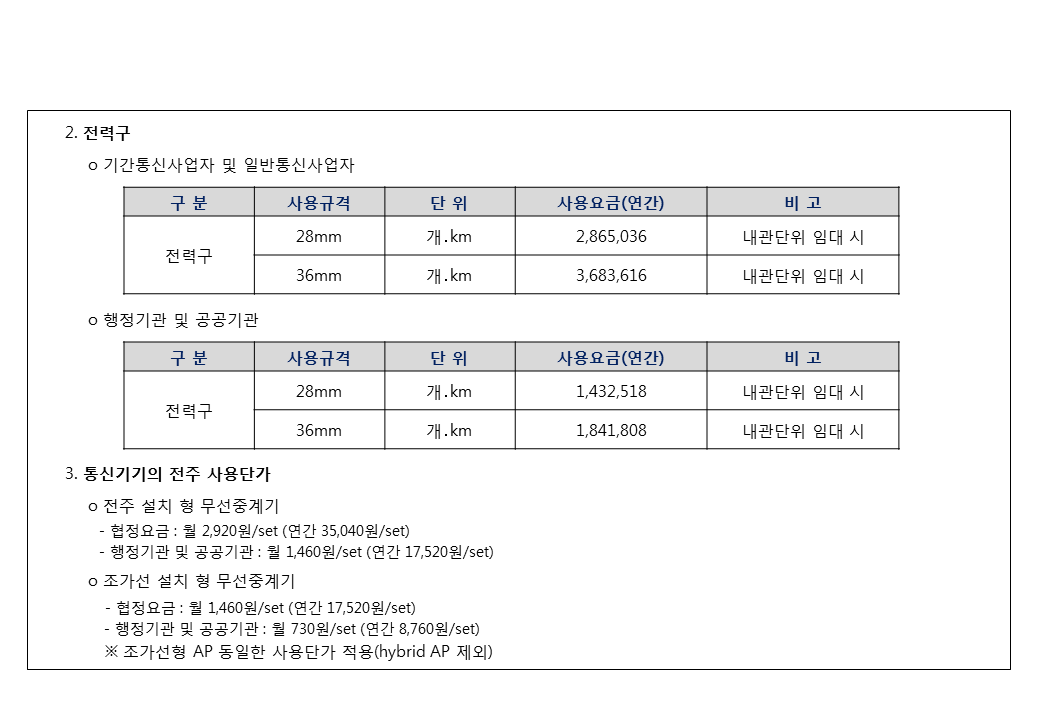 2. 전력구
ο 기간통신사업자 및 일반통신사업자
구 분 사용규격 단 위 사용요금(연간) 비 고
전력구 28mm 개.km 2,865,036 내관단위 임대 시
36mm 개.km 3,683,616 내관단위 임대 시
ο 행정기관 및 공공기관
구 분 사용규격 단 위 사용요금(연간) 비 고
전력구 28mm 개.km 1,432,518 내관단위 임대 시
36mm 개.km 1,841,808 내관단위 임대 시
3. 통신기기의 전주 사용단가
ο 전주 설치 형 무선중계기
- 협정요금 : 월 2,920원/set (연간 35,040원/set)
- 행정기관 및 공공기관 : 월 1,460원/set (연간 17,520원/set)
ο 조가선 설치 형 무선중계기
- 협정요금 : 월 1,460원/set (연간 17,520원/set)
- 행정기관 및 공공기관 : 월 730원/set (연간 8,760원/set)
※ 조가선형 AP 동일한 사용단가 적용(hybrid AP 제외)